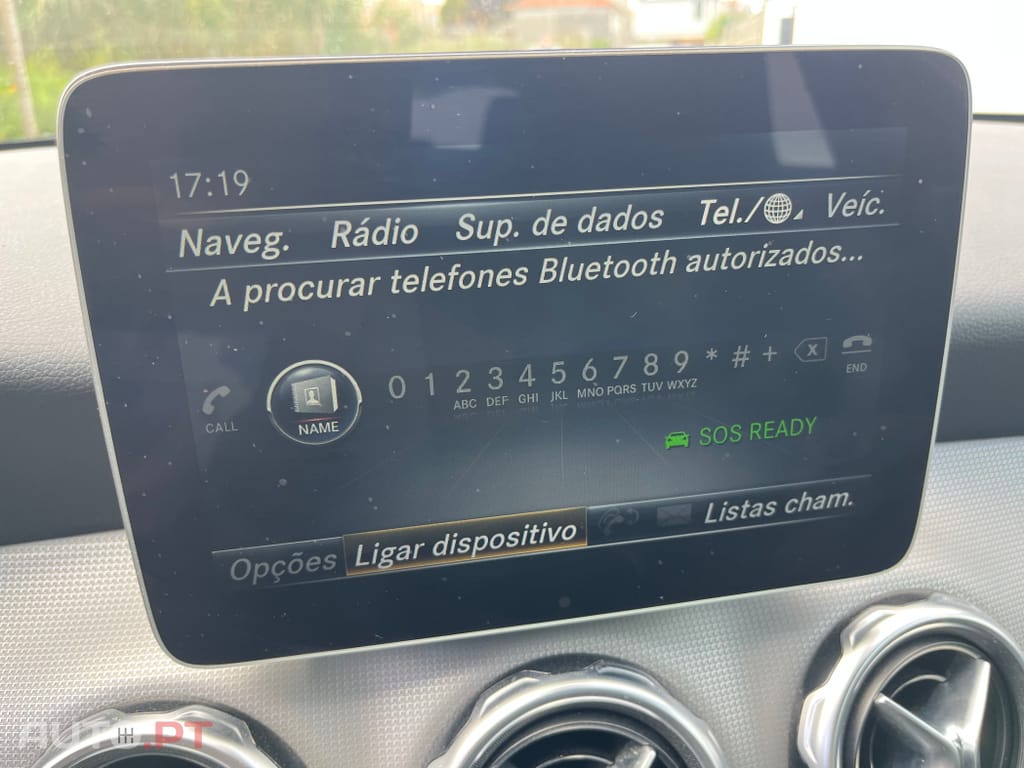 17:19
Naveg. Rádio Sup. de dados Tel./ Veíc.
A procurar telefones Bluetooth autorizados...
0 1 2 3 4 5 6 7 8 9 * # + X
ABC DEF GHI JKL MNO PQRS TUV WXYZ
CALL NAME END
SOS READY
Opções Ligar dispositivo Listas cham.
AUTO.PT